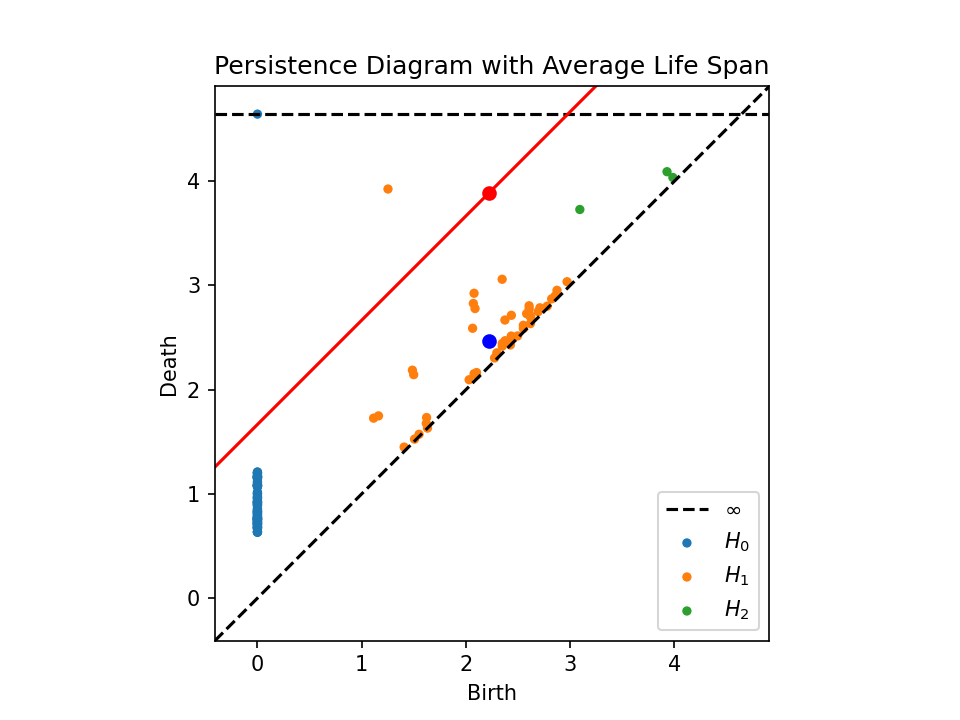 Persistence Diagram with Average Life Span
Death
4
3
2
1
0
0 1 2 3 4
Birth
∞
H₀
H₁
H₂